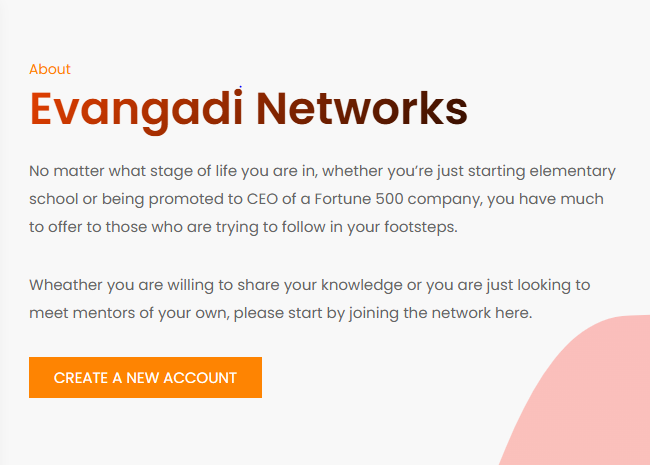 About
Evangadi Networks
No matter what stage of life you are in, whether you’re just starting elementary
school or being promoted to CEO of a Fortune 500 company, you have much
to offer to those who are trying to follow in your footsteps.
Wheather you are willing to share your knowledge or you are just looking to
meet mentors of your own, please start by joining the network here.
CREATE A NEW ACCOUNT